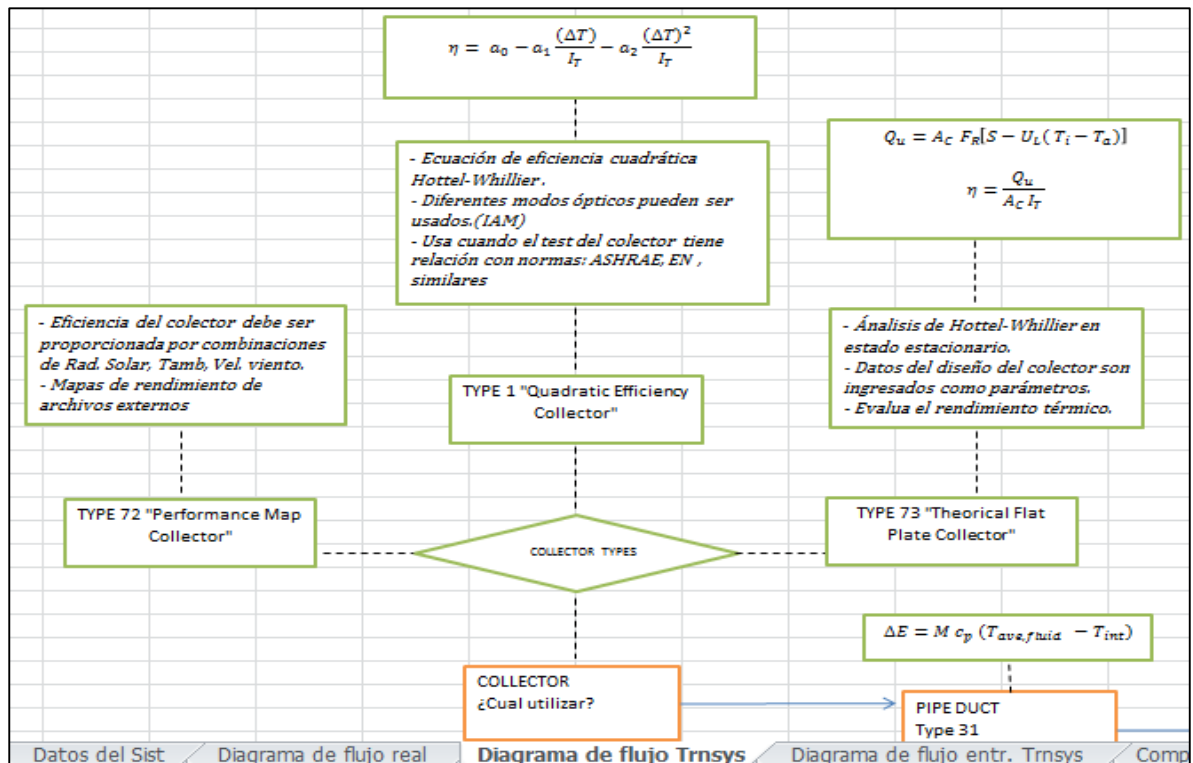 η = a₀ − a₁ (ΔT)/I_T − a₂ (ΔT)²/I_T
Q_u = A_C F_R[S − U_L(T_i − T_a)]
η = Q_u/(A_C I_T)
- Ecuación de eficiencia cuadrática
Hottel-Whillier .
- Diferentes modos ópticos pueden ser
usados.(IAM)
- Usa cuando el test del colector tiene
relación con normas: ASHRAE, EN ,
similares
- Eficiencia del colector debe ser
proporcionada por combinaciones
de Rad. Solar, Tamb, Vel. viento.
- Mapas de rendimiento de
archivos externos
- Ánalisis de Hottel-Whillier en
estado estacionario.
- Datos del diseño del colector son
ingresados como parámetros.
- Evalua el rendimiento térmico.
TYPE 1 "Quadratic Efficiency
Collector"
TYPE 72 "Performance Map
Collector"
COLLECTOR TYPES
TYPE 73 "Theorical Flat
Plate Collector"
ΔE = M c_p (T_ave,fluid − T_int)
COLLECTOR
¿Cual utilizar?
PIPE DUCT
Type 31
Datos del Sist
Diagrama de flujo real
Diagrama de flujo Trnsys
Diagrama de flujo entr. Trnsys
Comp